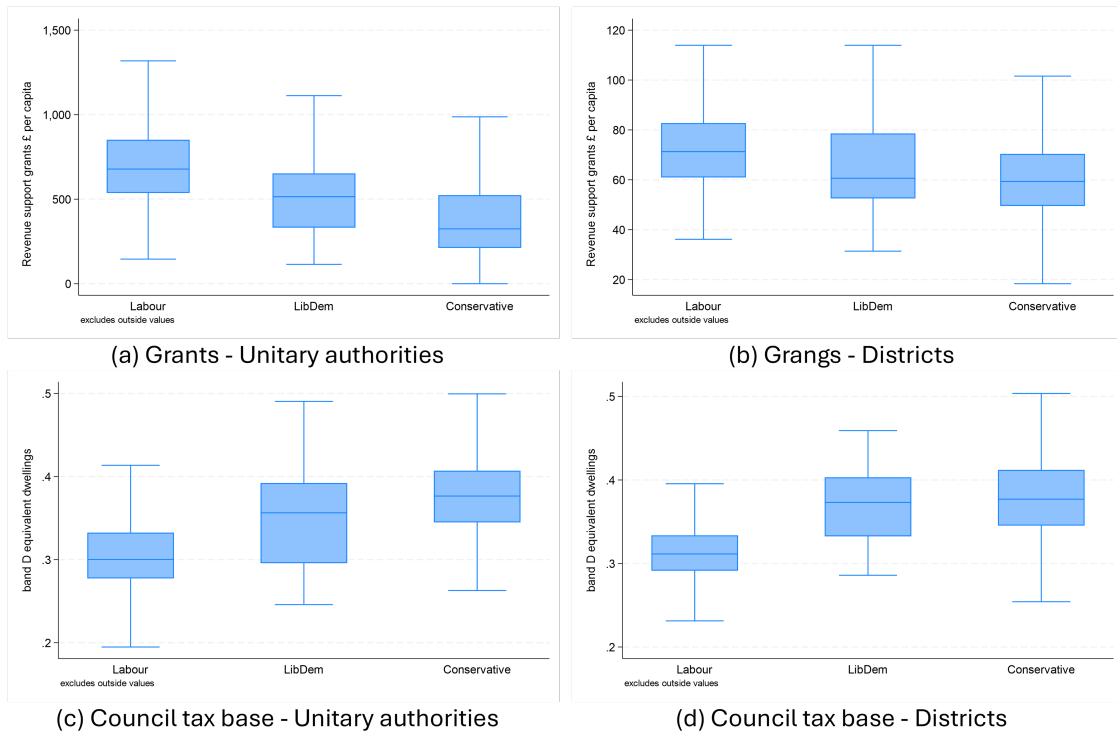 1,500
1,000
500
0
Revenue support grants £ per capita
Labour
LibDem
Conservative
excludes outside values
(a) Grants - Unitary authorities
120
100
80
60
40
20
Revenue support grants £ per capita
Labour
LibDem
Conservative
excludes outside values
(b) Grangs - Districts
.5
.4
.3
.2
band D equivalent dwellings
Labour
LibDem
Conservative
excludes outside values
(c) Council tax base - Unitary authorities
.5
.4
.3
.2
band D equivalent dwellings
Labour
LibDem
Conservative
excludes outside values
(d) Council tax base - Districts